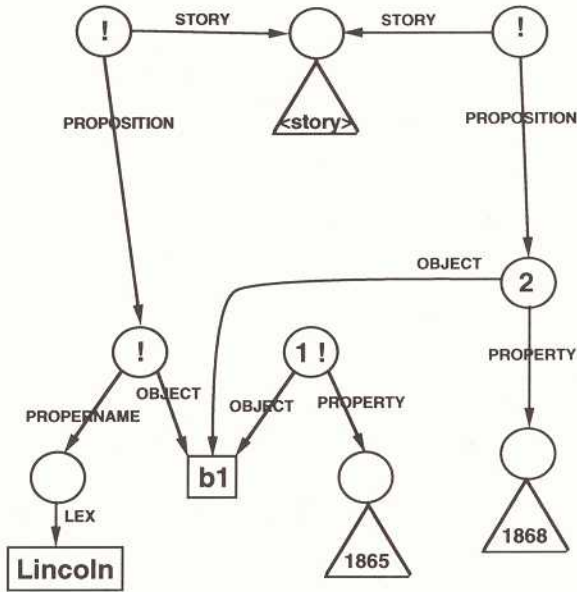 ! STORY STORY !
<story>
PROPOSITION PROPOSITION
OBJECT 2
! 1 ! PROPERTY
PROPERNAME OBJECT OBJECT PROPERTY
b1
LEX
Lincoln 1865 1868